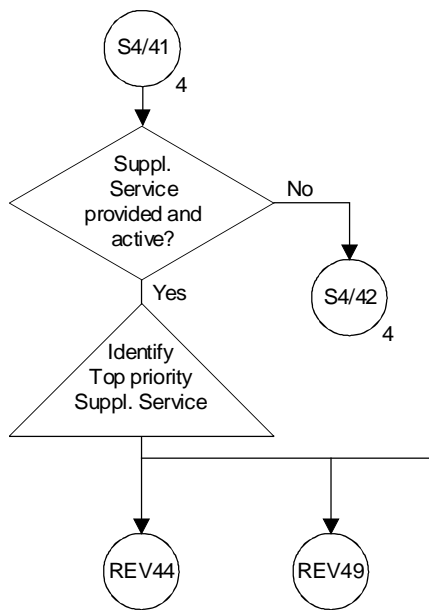 S4/41
4
Suppl.
Service
provided and
active?
No
S4/42
4
Yes
Identify
Top priority
Suppl. Service
REV44
REV49